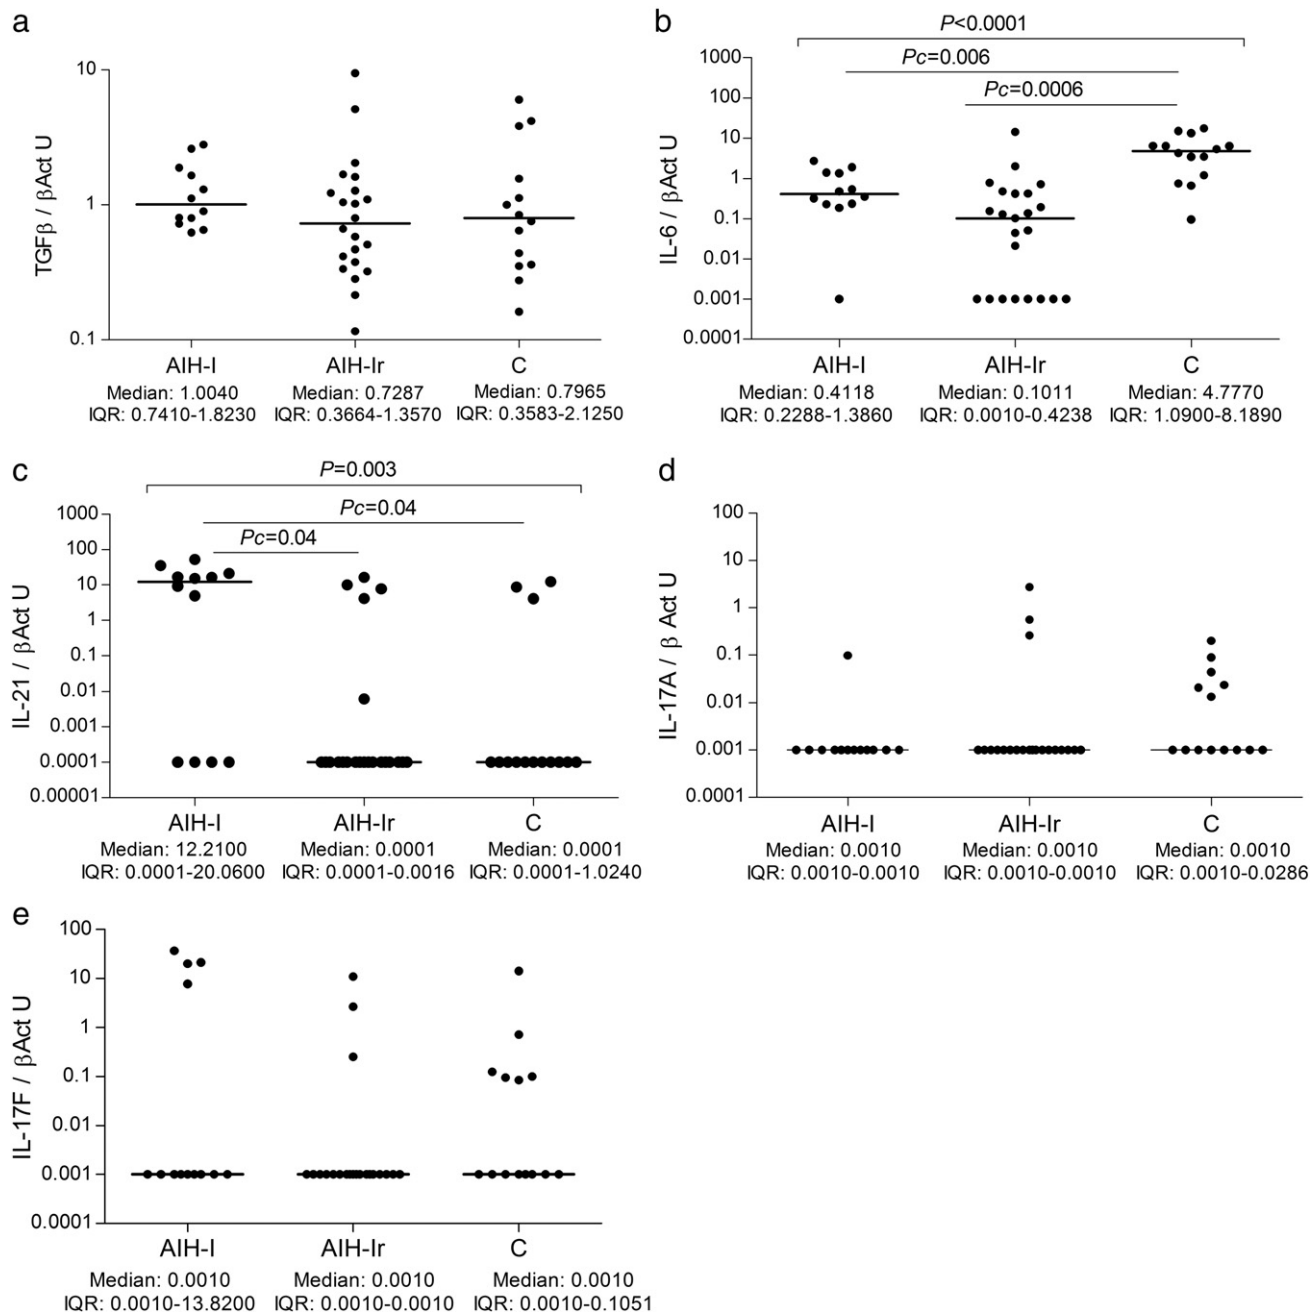 a
10
1
0.1
TGFβ / βAct U
AIH-I
AIH-Ir
C
Median: 1.0040
Median: 0.7287
Median: 0.7965
IQR: 0.7410-1.8230
IQR: 0.3664-1.3570
IQR: 0.3583-2.1250
b
P<0.0001
Pc=0.006
Pc=0.0006
1000
100
10
1
0.1
0.01
0.001
0.0001
IL-6 / βAct U
AIH-I
AIH-Ir
C
Median: 0.4118
Median: 0.1011
Median: 4.7770
IQR: 0.2288-1.3860
IQR: 0.0010-0.4238
IQR: 1.0900-8.1890
c
P=0.003
Pc=0.04
Pc=0.04
1000
100
10
1
0.1
0.01
0.001
0.0001
0.00001
IL-21 / βAct U
AIH-I
AIH-Ir
C
Median: 12.2100
Median: 0.0001
Median: 0.0001
IQR: 0.0001-20.0600
IQR: 0.0001-0.0016
IQR: 0.0001-1.0240
d
100
10
1
0.1
0.01
0.001
0.0001
IL-17A / β Act U
AIH-I
AIH-Ir
C
Median: 0.0010
Median: 0.0010
Median: 0.0010
IQR: 0.0010-0.0010
IQR: 0.0010-0.0010
IQR: 0.0010-0.0286
e
100
10
1
0.1
0.01
0.001
0.0001
IL-17F / βAct U
AIH-I
AIH-Ir
C
Median: 0.0010
Median: 0.0010
Median: 0.0010
IQR: 0.0010-13.8200
IQR: 0.0010-0.0010
IQR: 0.0010-0.1051